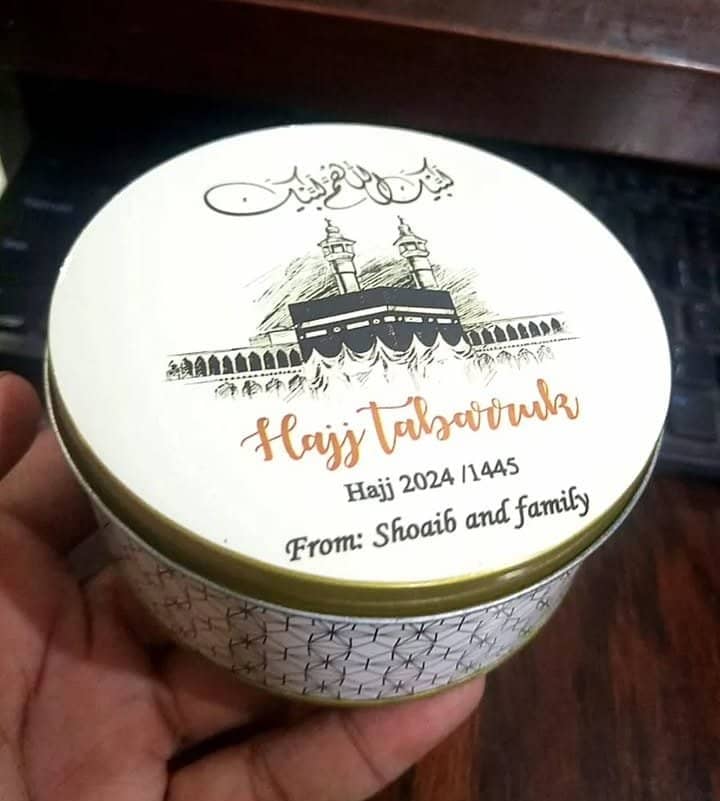 لبيك اللهم لبيك
Hajj Tabarruk
Hajj 2024 /1445
From: Shoaib and family